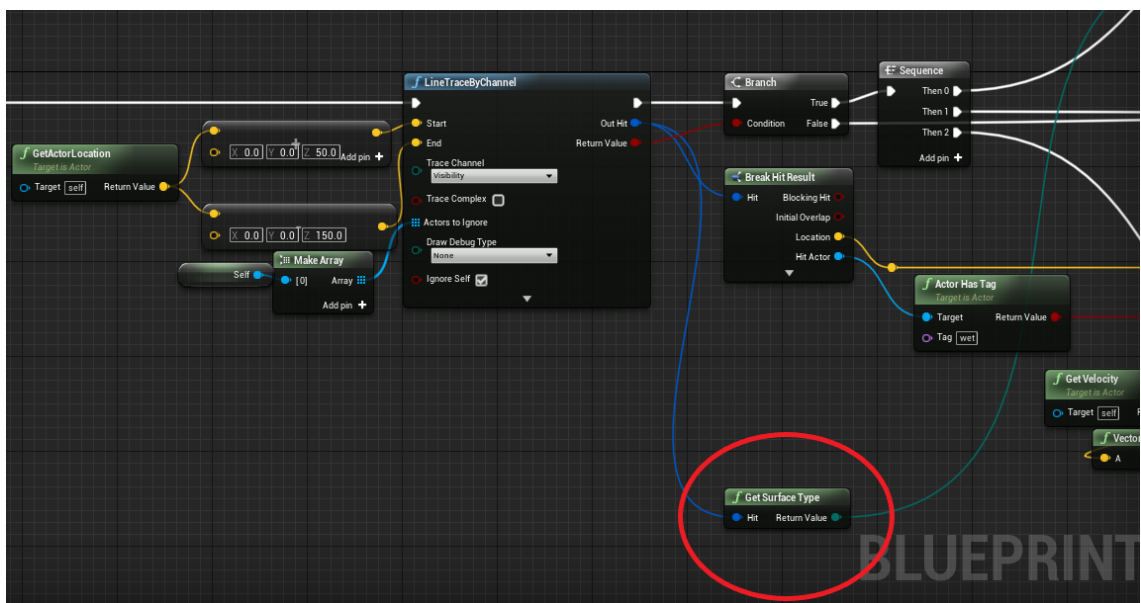 GetActorLocation
Target is Actor
Target self Return Value
X 0.0 Y 0.0 Z 50.0 Add pin +
X 0.0 Y 0.0 Z 150.0
Self
Make Array
[0] Array
Add pin +
LineTraceByChannel
Start Out Hit
End Return Value
Trace Channel
Visibility
Trace Complex
Actors to Ignore
Draw Debug Type
None
Ignore Self
Branch
True
Condition False
Sequence
Then 0
Then 1
Then 2
Add pin +
Break Hit Result
Hit Blocking Hit
Initial Overlap
Location
Hit Actor
Actor Has Tag
Target is Actor
Target Return Value
Tag wet
Get Velocity
Target is Actor
Target self
Vector
A
Get Surface Type
Hit Return Value
BLUEPRINT